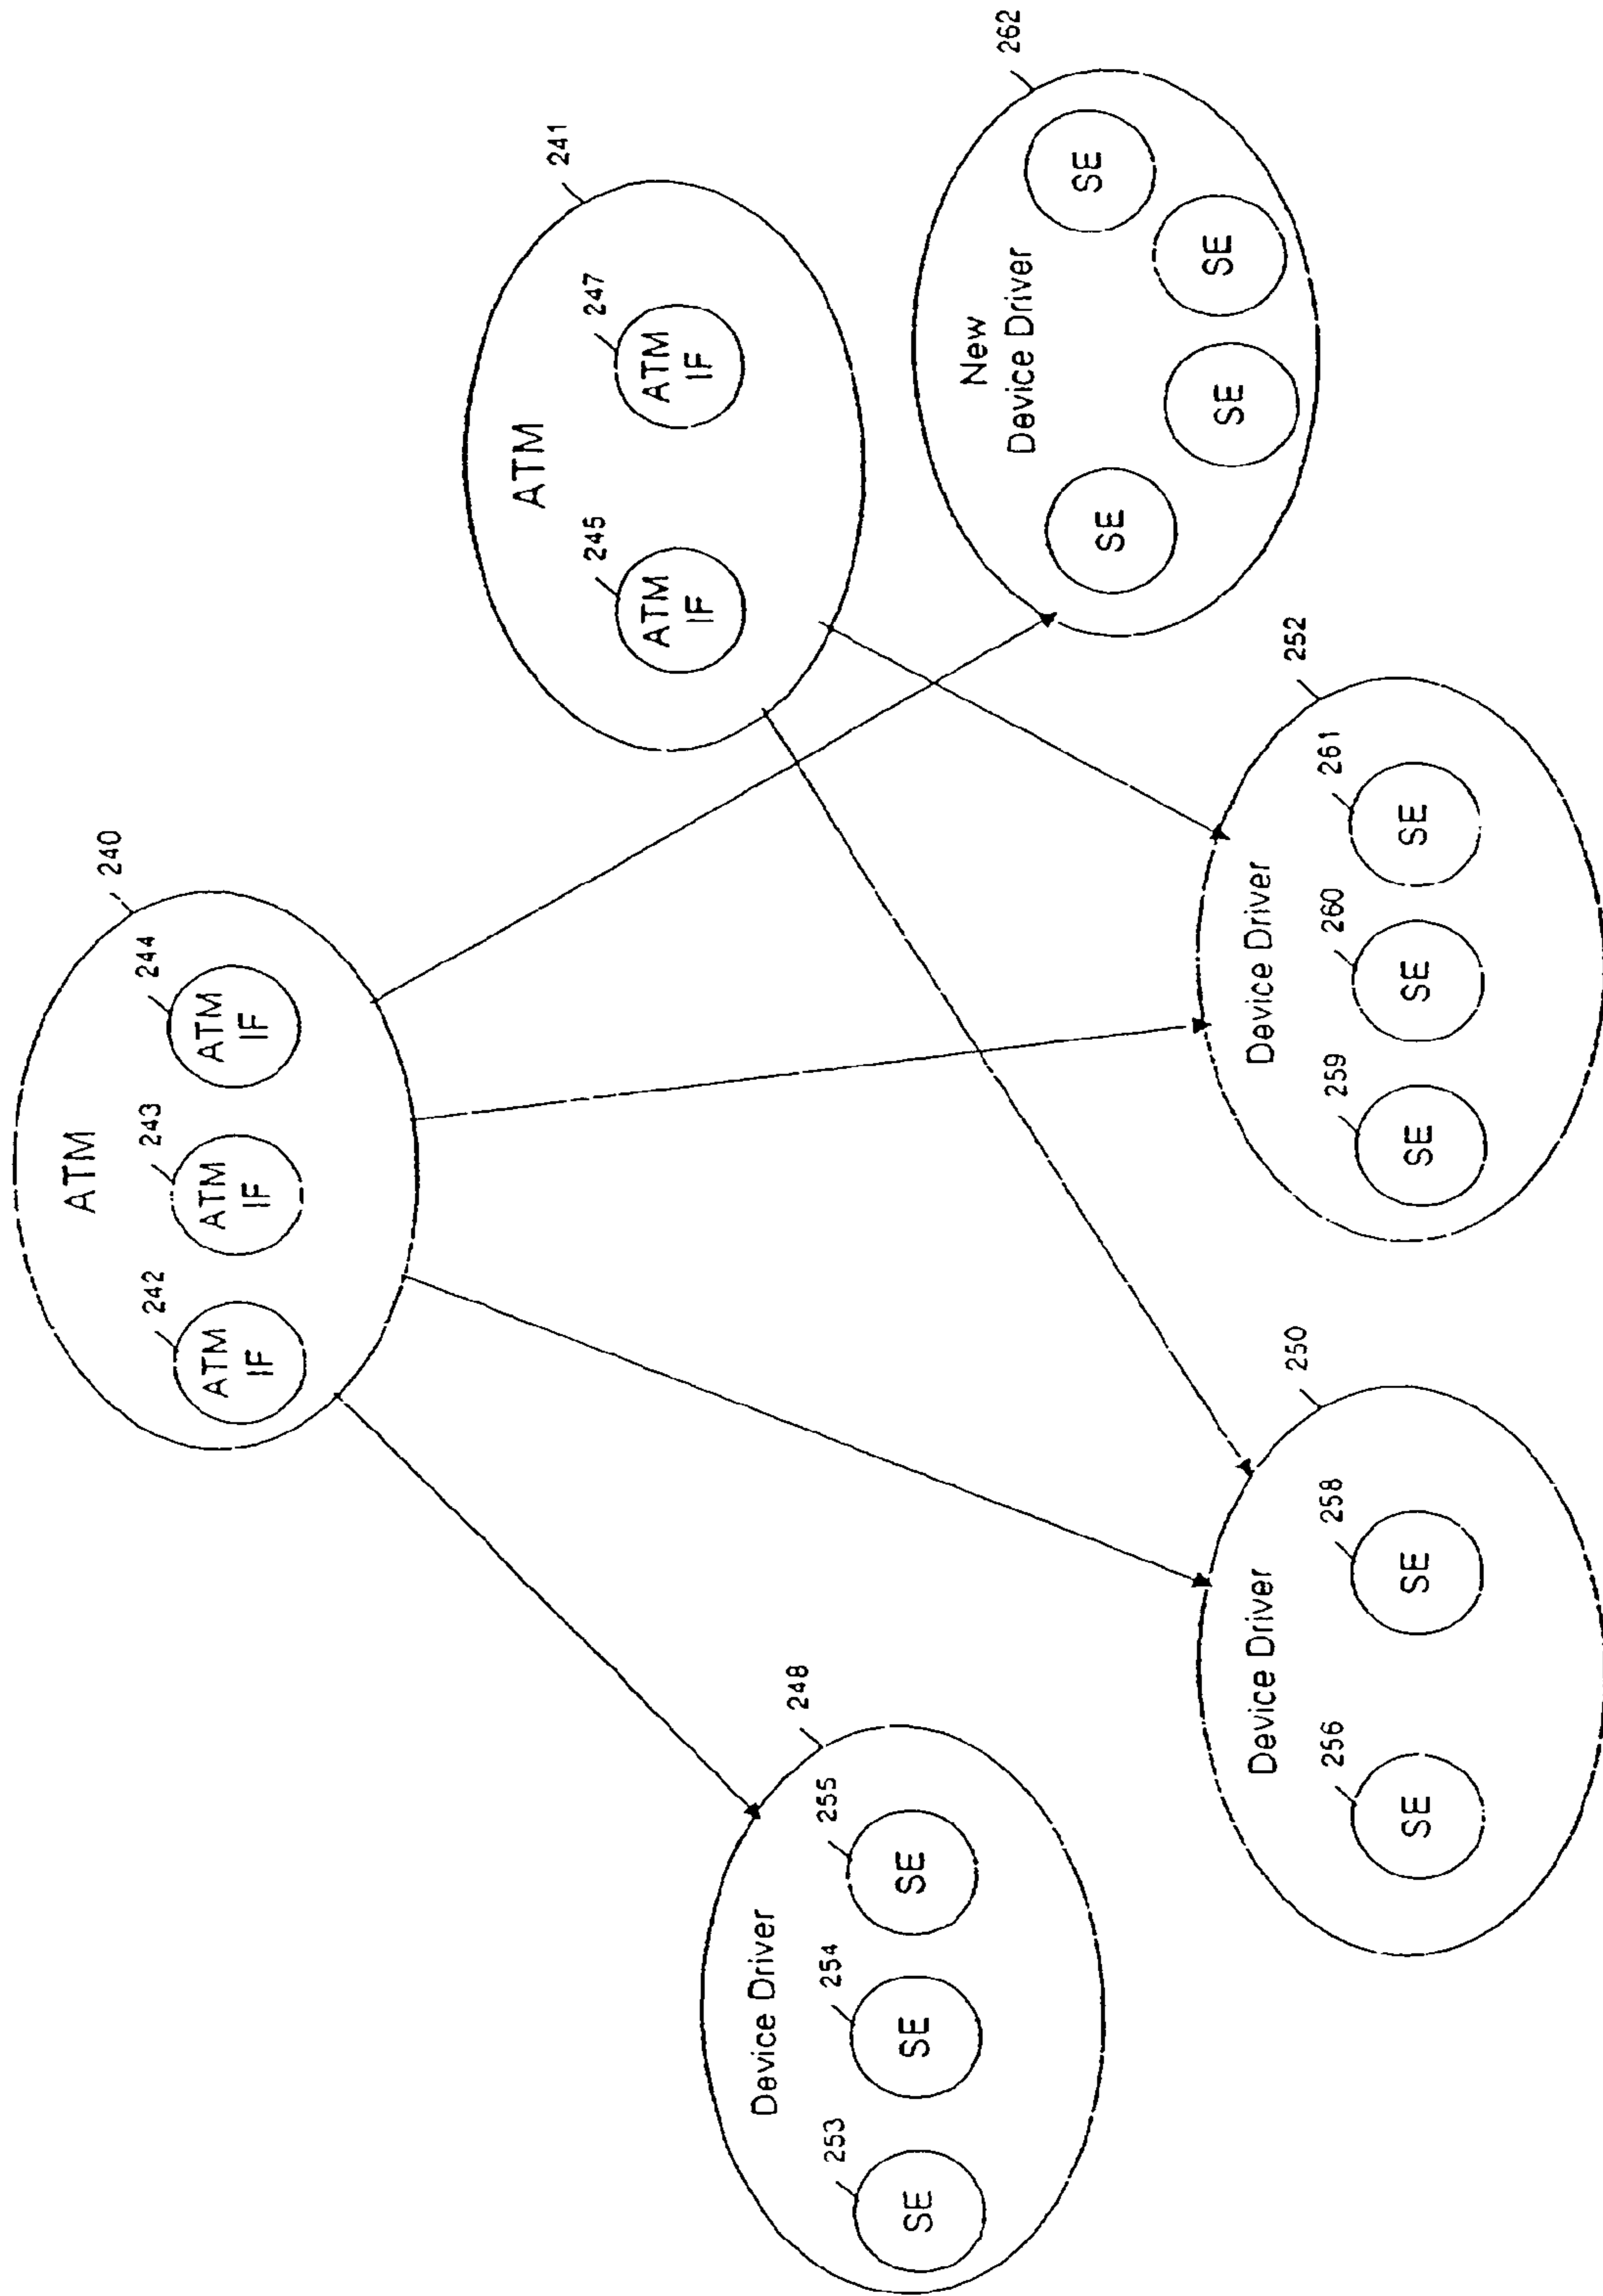 240
ATM
242
243
244
ATM
IF
ATM
IF
ATM
IF
241
ATM
245
247
ATM
IF
ATM
IF
248
Device Driver
253
254
255
SE
SE
SE
262
New
Device Driver
SE
SE
SE
SE
250
Device Driver
256
258
SE
SE
252
Device Driver
259
260
261
SE
SE
SE